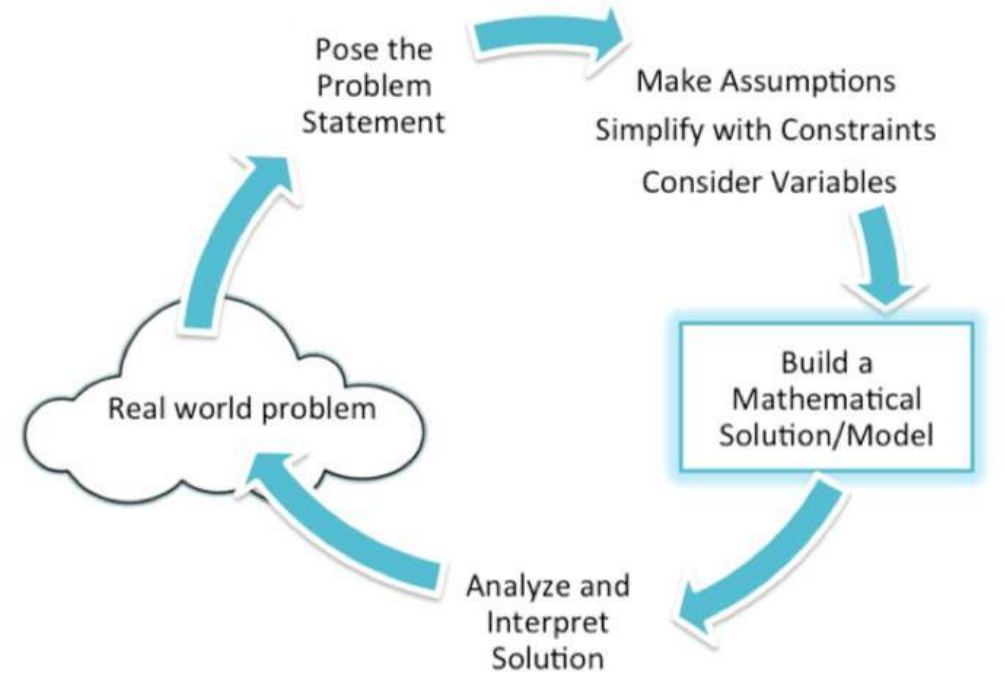 Pose the
Problem
Statement
Make Assumptions
Simplify with Constraints
Consider Variables
Build a
Mathematical
Solution/Model
Analyze and
Interpret
Solution
Real world problem